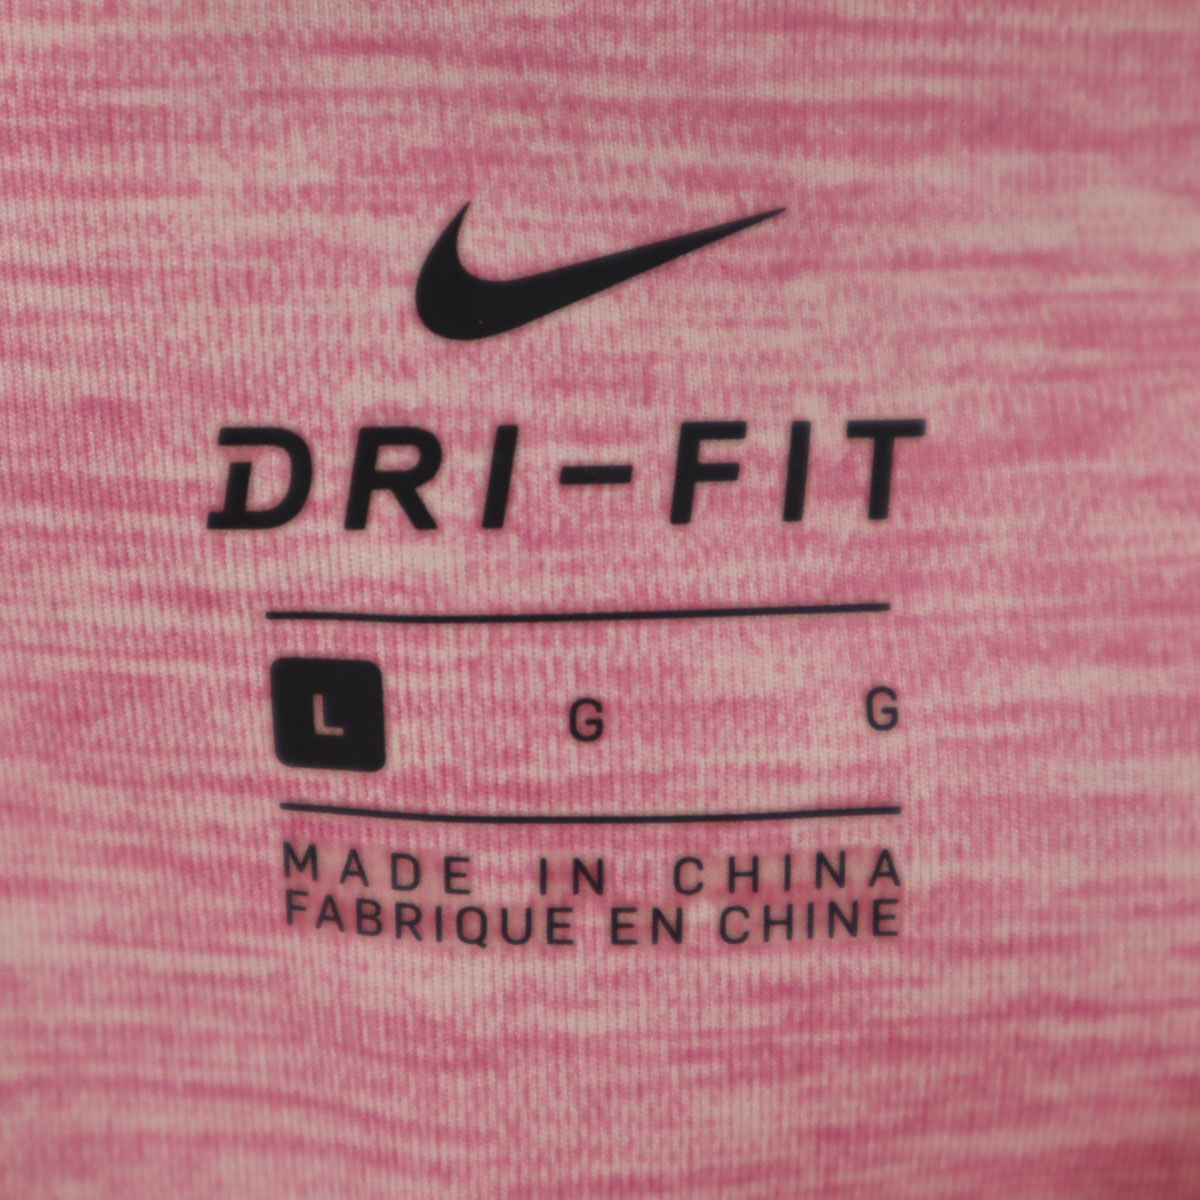 DRI-FIT
L G G
MADE IN CHINA
FABRIQUE EN CHINE